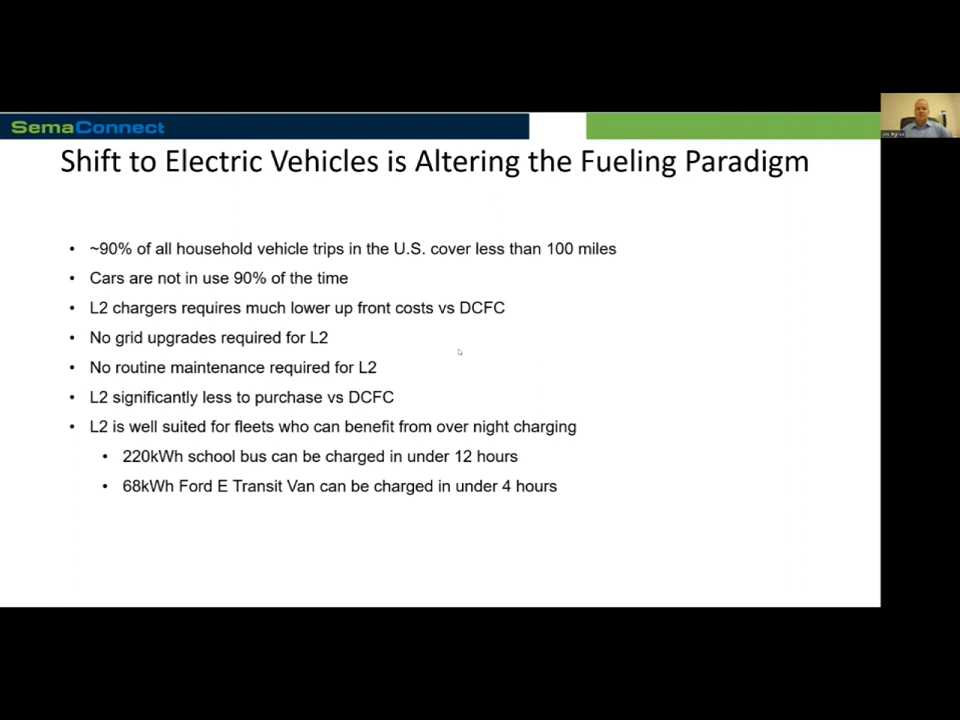 SemaConnect
Shift to Electric Vehicles is Altering the Fueling Paradigm
• ~90% of all household vehicle trips in the U.S. cover less than 100 miles
• Cars are not in use 90% of the time
• L2 chargers requires much lower up front costs vs DCFC
• No grid upgrades required for L2
• No routine maintenance required for L2
• L2 significantly less to purchase vs DCFC
• L2 is well suited for fleets who can benefit from over night charging
• 220kWh school bus can be charged in under 12 hours
• 68kWh Ford E Transit Van can be charged in under 4 hours